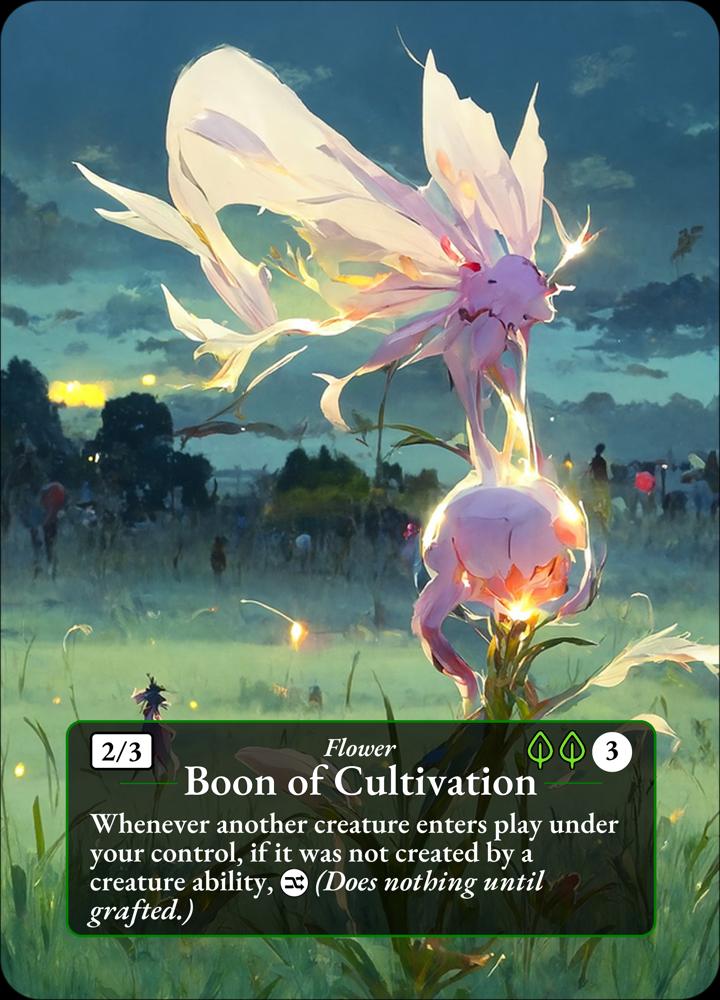 2/3
Flower
3
Boon of Cultivation
Whenever another creature enters play under
your control, if it was not created by a
creature ability, (Does nothing until
grafted.)